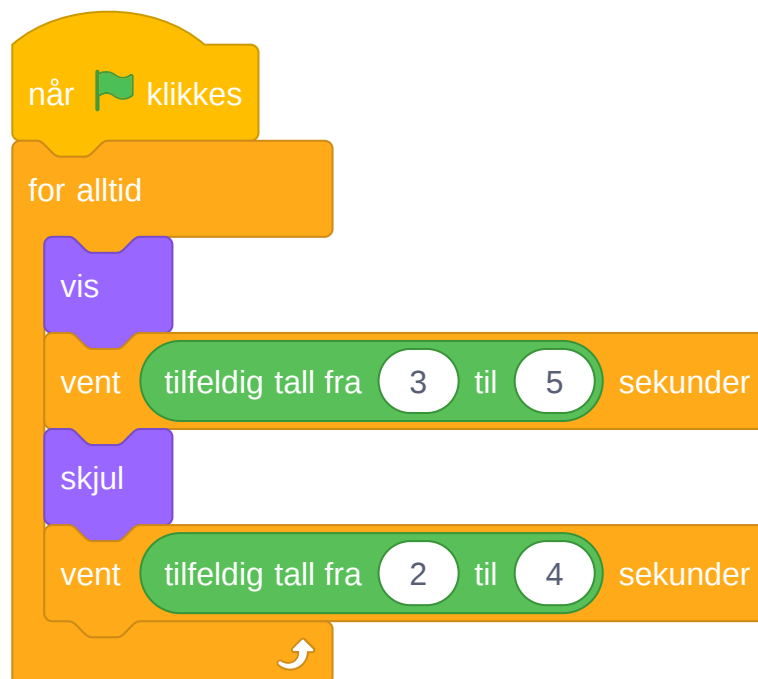 når klikkes
for alltid
vis
vent tilfeldig tall fra 3 til 5 sekunder
skjul
vent tilfeldig tall fra 2 til 4 sekunder